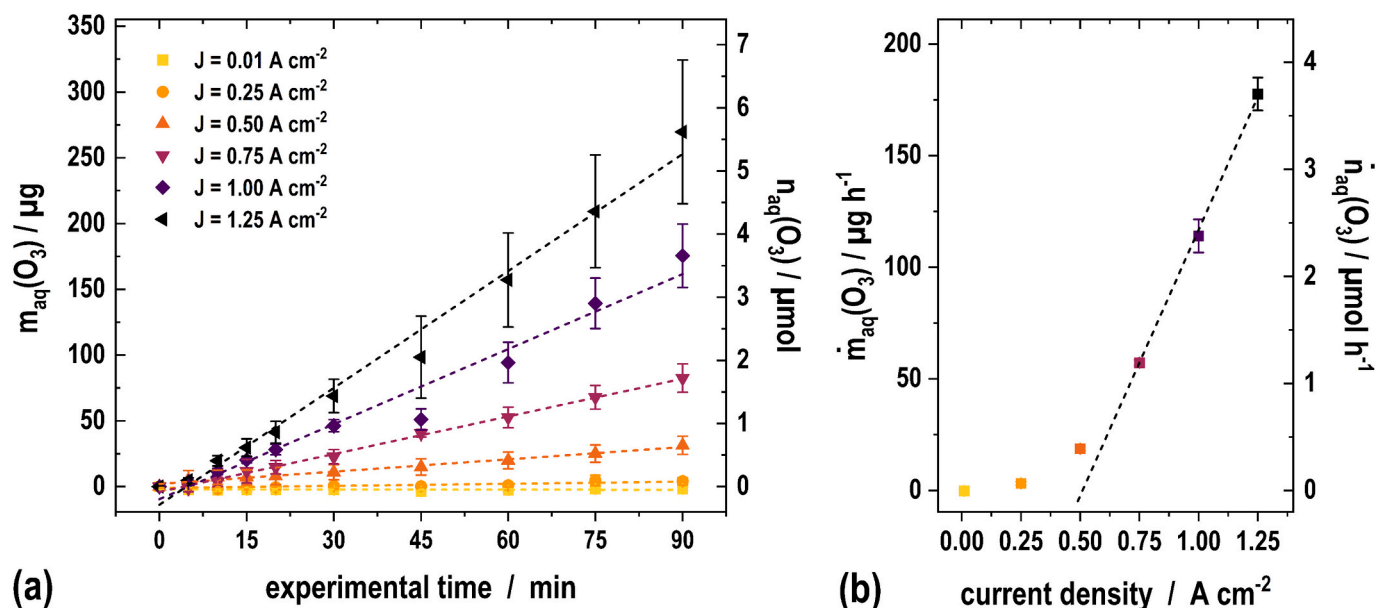 350
300
250
200
150
100
50
0
m_aq(O₃) / µg
J = 0.01 A cm⁻²
J = 0.25 A cm⁻²
J = 0.50 A cm⁻²
J = 0.75 A cm⁻²
J = 1.00 A cm⁻²
J = 1.25 A cm⁻²
7
6
5
4
3
2
1
0
n_aq(O₃) / µmol
0 15 30 45 60 75 90
(a) experimental time / min
200
150
100
50
0
ṁ_aq(O₃) / µg h⁻¹
4
3
2
1
0
ṅ_aq(O₃) / µmol h⁻¹
0.00 0.25 0.50 0.75 1.00 1.25
(b) current density / A cm⁻²